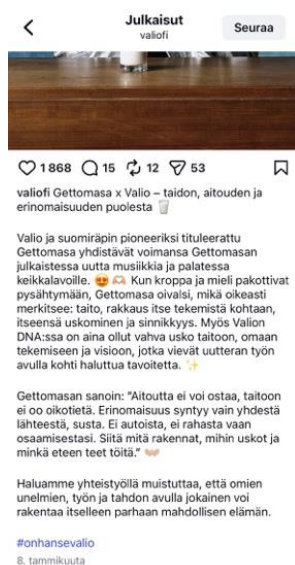 Julkaisut
valiofi
Seuraa
1 868
15
12
53
valiofi Gettomasa x Valio – taidon, aitouden ja
erinomaisuuden puolesta 🥛
Valio ja suomiräpin pioneeriksi tituleerattu
Gettomasa yhdistävät voimansa Gettomasan
julkaistessa uutta musiikkia ja palatessa
keikkalavoille. 😍🫶🏼 Kun kroppa ja mieli pakottivat
pysähtymään, Gettomasa oivalsi, mikä oikeasti
merkitsee: taito, rakkaus itse tekemistä kohtaan,
itseensä uskominen ja sinnikkyys. Myös Valion
DNA:ssa on aina ollut vahva usko taitoon, omaan
tekemiseen ja visioon, jotka vievät uutteran työn
avulla kohti haluttua tavoitetta. ✨
Gettomasan sanoin: "Aitoutta ei voi ostaa, taitoon
ei oo oikotietä. Erinomaisuus syntyy vain yhdestä
lähteestä, susta. Ei autoista, ei rahasta vaan
osaamisestasi. Siitä mitä rakennat, mihin uskot ja
minkä eteen teet töitä." 🤝🏼
Haluamme yhteistyöllä muistuttaa, että omien
unelmien, työn ja tahdon avulla jokainen voi
rakentaa itselleen parhaan mahdollisen elämän.
#onhansevalio
8. tammikuuta